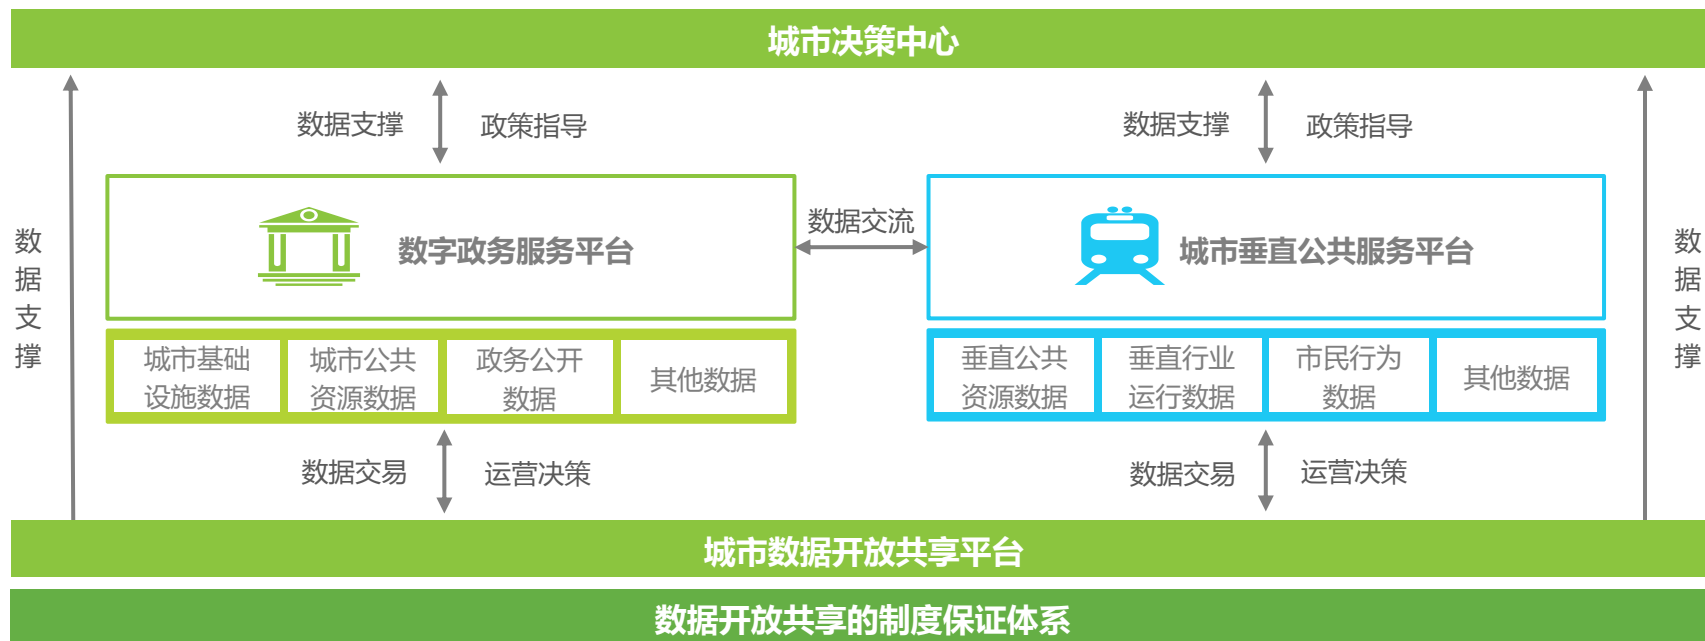 城市决策中心
数据支撑
政策指导
数据支撑
政策指导
数
据
支
撑
数字政务服务平台
数据交流
城市垂直公共服务平台
数
据
支
撑
城市基础
设施数据
城市公共
资源数据
政务公开
数据
其他数据
垂直公共
资源数据
垂直行业
运行数据
市民行为
数据
其他数据
数据交易
运营决策
数据交易
运营决策
城市数据开放共享平台
数据开放共享的制度保证体系